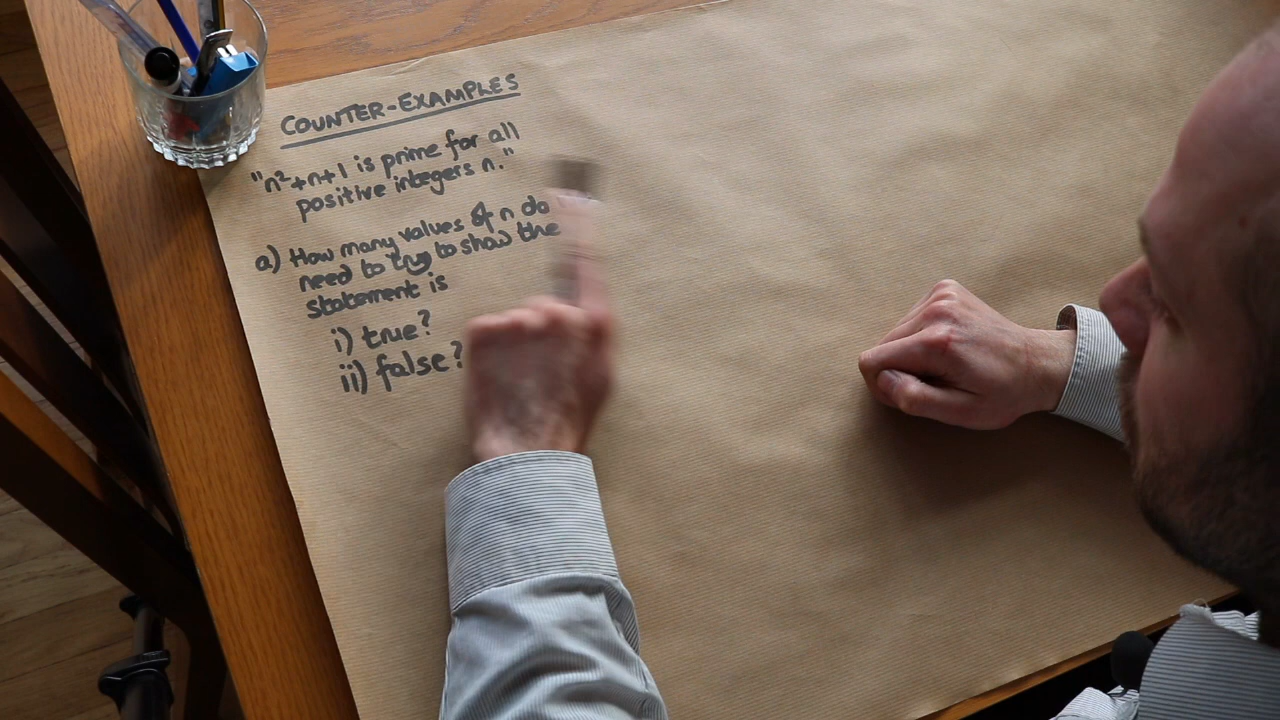 COUNTER-EXAMPLES
"n²+n+1 is prime for all
positive integers n."
a) How many values of n do
need to try to show the
statement is
i) true?
ii) false?